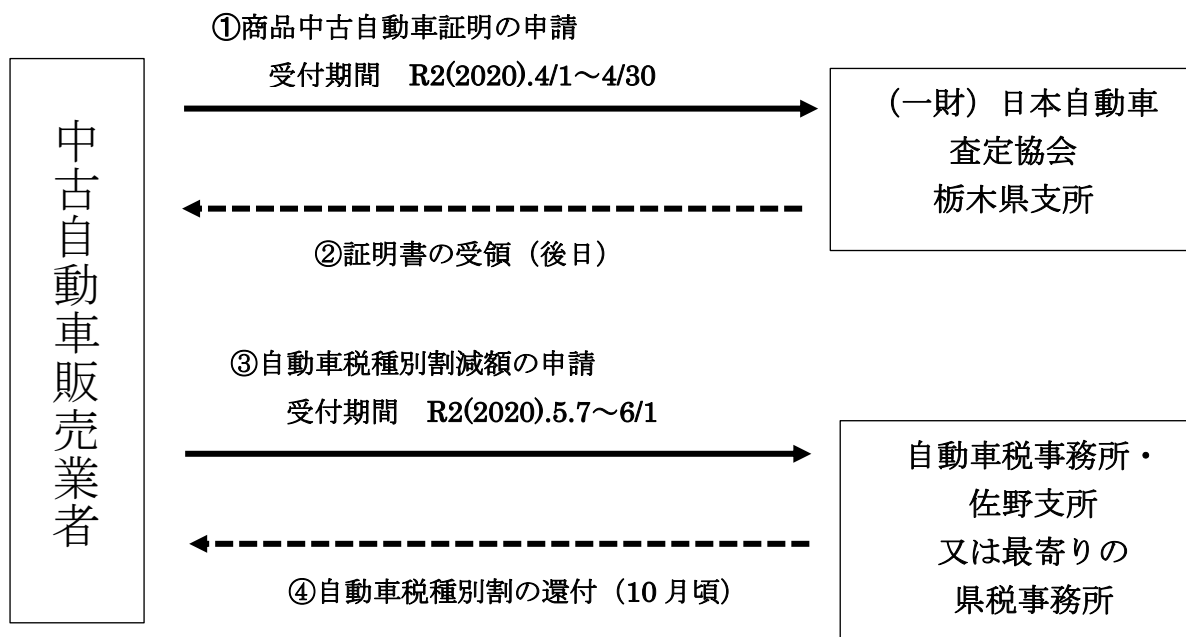 ①商品中古自動車証明の申請
受付期間　R2(2020).4/1～4/30
中古自動車販売業者
（一財）日本自動車
査定協会
栃木県支所
②証明書の受領（後日）
③自動車税種別割減額の申請
受付期間　R2(2020).5.7～6/1
自動車税事務所・
佐野支所
又は最寄りの
県税事務所
④自動車税種別割の還付（10 月頃）